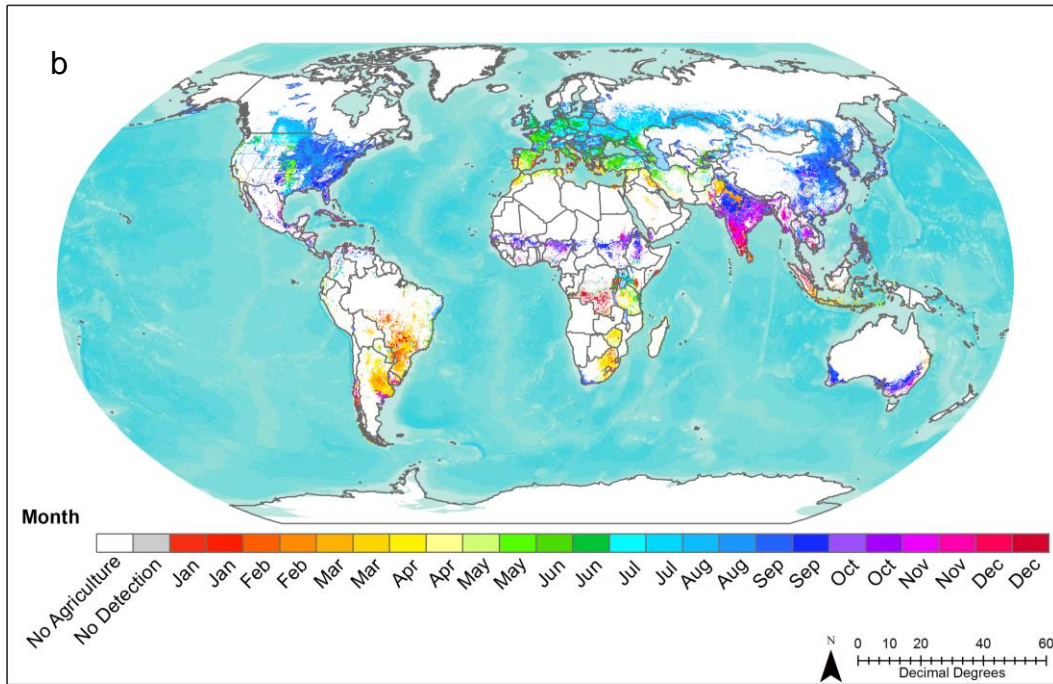 b
Month
No Agriculture No Detection Jan Jan Feb Feb Mar Mar Apr Apr May May Jun Jun Jul Jul Aug Aug Sep Sep Oct Oct Nov Nov Dec Dec
N
0 10 20 40 60
Decimal Degrees